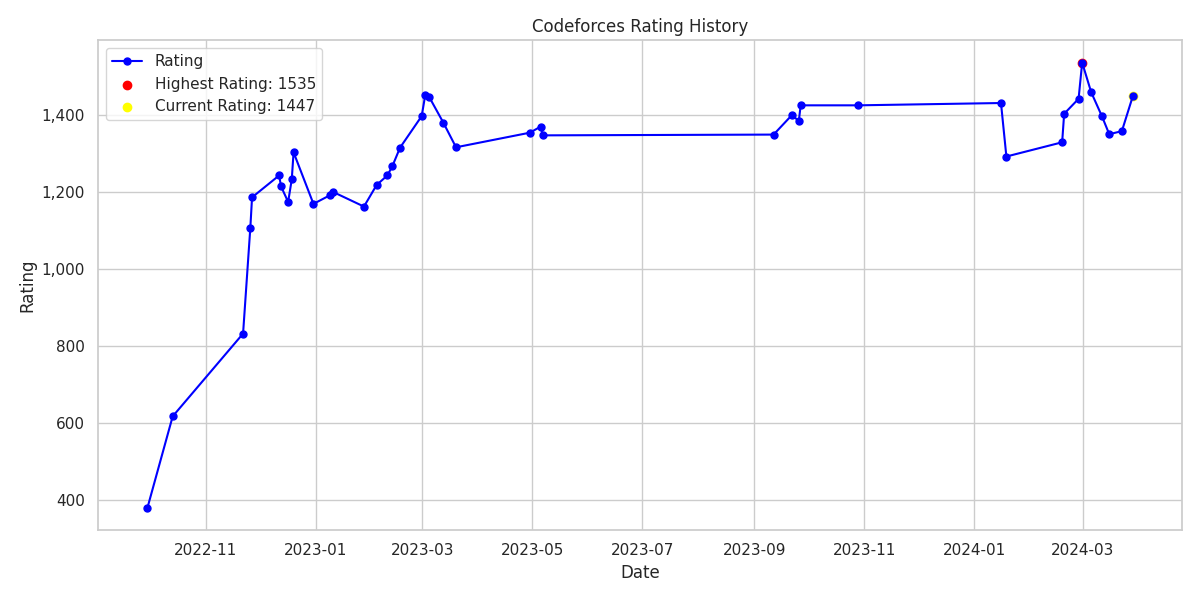 Codeforces Rating History
Rating
Highest Rating: 1535
Current Rating: 1447
Rating
1,400
1,200
1,000
800
600
400
2022-11 2023-01 2023-03 2023-05 2023-07 2023-09 2023-11 2024-01 2024-03
Date